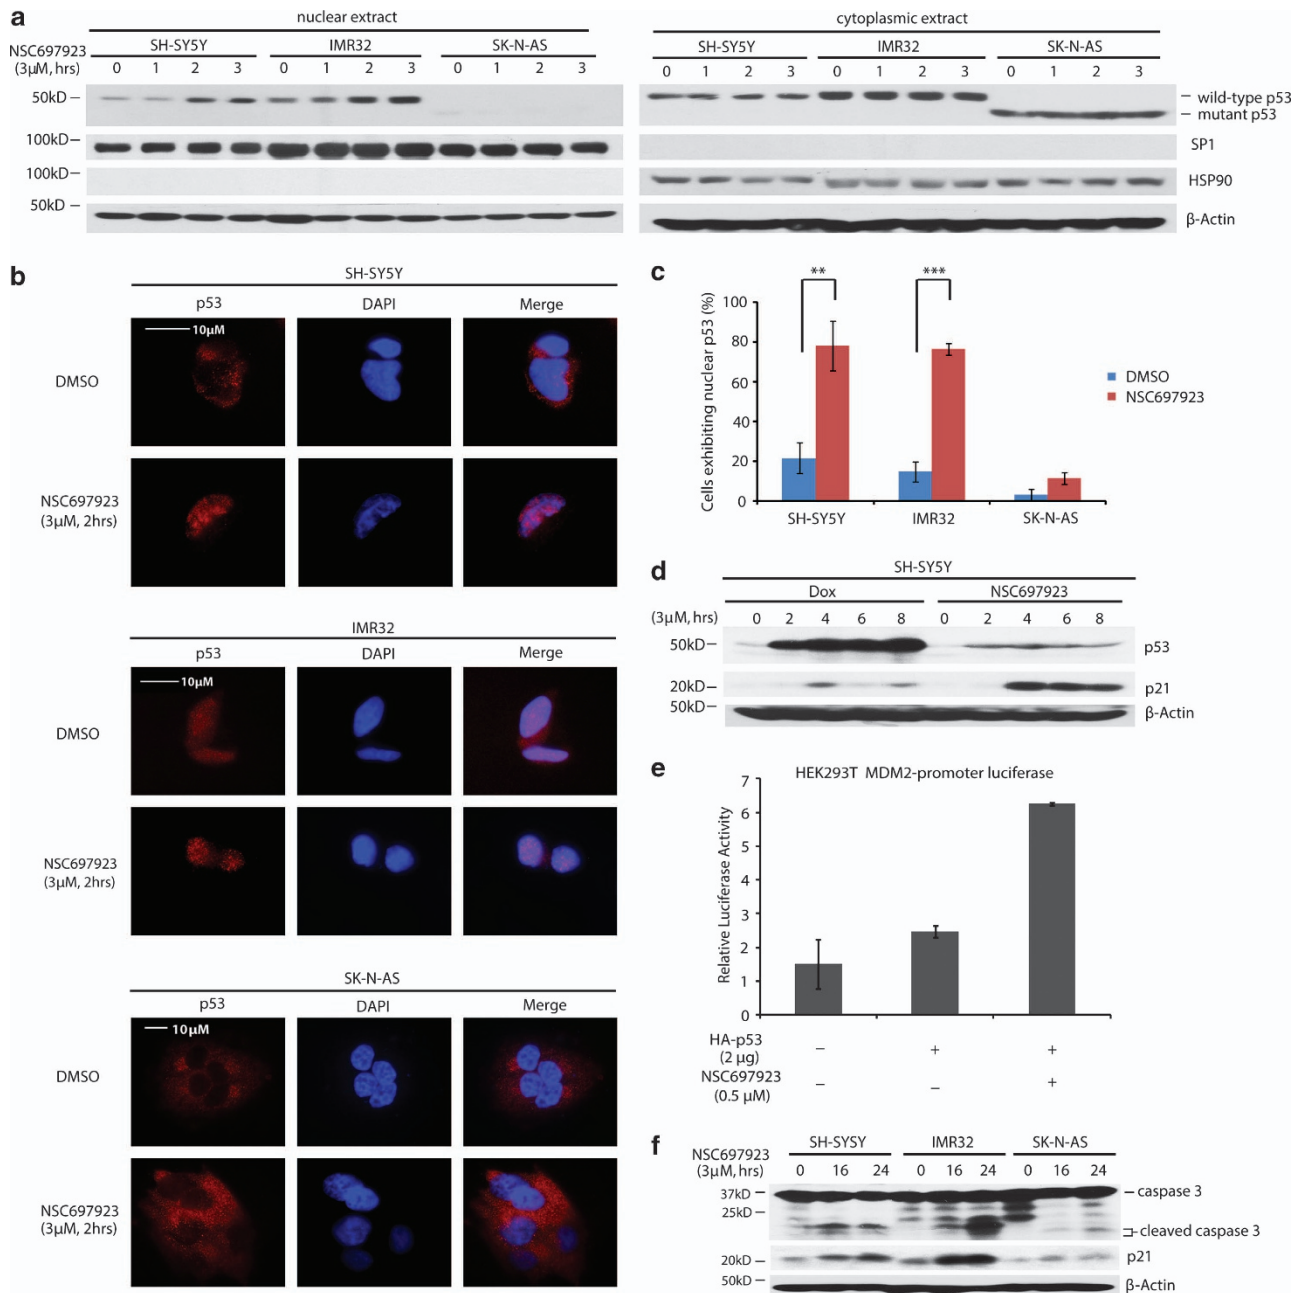 a
nuclear extract
cytoplasmic extract
NSC697923
(3μM, hrs)
SH-SY5Y IMR32 SK-N-AS
SH-SY5Y IMR32 SK-N-AS
0 1 2 3 0 1 2 3 0 1 2 3
0 1 2 3 0 1 2 3 0 1 2 3
50kD
wild-type p53
mutant p53
100kD
SP1
100kD
HSP90
50kD
β-Actin
b
SH-SY5Y
p53 DAPI Merge
10μM
DMSO
NSC697923
(3μM, 2hrs)
IMR32
p53 DAPI Merge
10μM
DMSO
NSC697923
(3μM, 2hrs)
SK-N-AS
p53 DAPI Merge
10μM
DMSO
NSC697923
(3μM, 2hrs)
c
** ***
Cells exhibiting nuclear p53 (%)
100
80
60
40
20
0
SH-SY5Y IMR32 SK-N-AS
DMSO
NSC697923
d
SH-SY5Y
Dox NSC697923
(3μM, hrs) 0 2 4 6 8 0 2 4 6 8
50kD p53
20kD p21
50kD β-Actin
e
HEK293T MDM2-promoter luciferase
Relative Luciferase Activity
7
6
5
4
3
2
1
0
HA-p53
(2 μg)
– + +
NSC697923
(0.5 μM)
– – +
f
SH-SY5Y IMR32 SK-N-AS
NSC697923
(3μM, hrs)
0 16 24 0 16 24 0 16 24
37kD caspase 3
25kD
cleaved caspase 3
20kD p21
50kD β-Actin